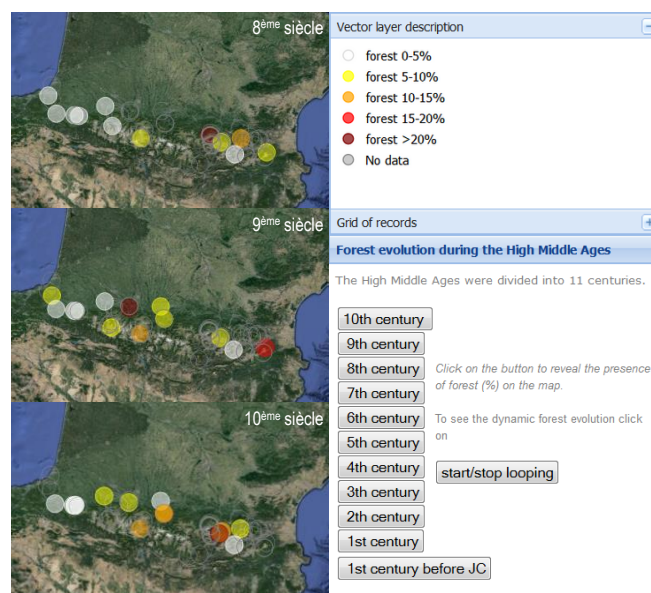 8ème siècle
9ème siècle
10ème siècle
Vector layer description
forest 0-5%
forest 5-10%
forest 10-15%
forest 15-20%
forest >20%
No data
Grid of records
Forest evolution during the High Middle Ages
The High Middle Ages were divided into 11 centuries.
10th century
9th century
8th century
7th century
6th century
5th century
4th century
3th century
2th century
1st century
1st century before JC
Click on the button to reveal the presence
of forest (%) on the map.
To see the dynamic forest evolution click
on
start/stop looping